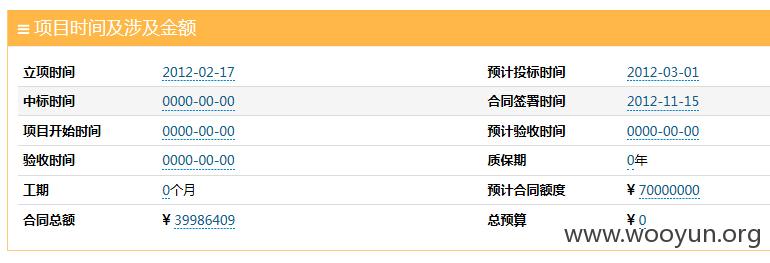 项目时间及涉及金额
立项时间 2012-02-17 预计投标时间 2012-03-01
中标时间 0000-00-00 合同签署时间 2012-11-15
项目开始时间 0000-00-00 预计验收时间 0000-00-00
验收时间 0000-00-00 质保期 0年
工期 0个月 预计合同额度 ¥ 70000000
合同总额 ¥ 39986409 总预算 ¥ 0
www.wooyun.org